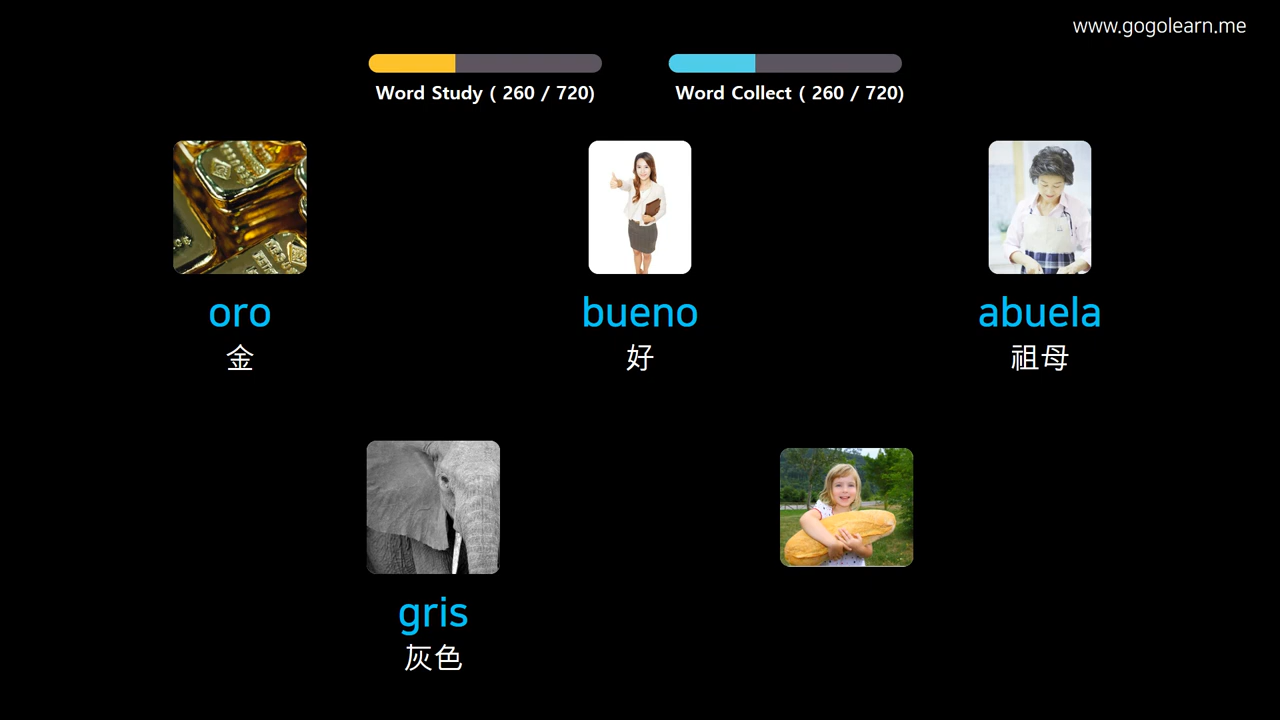 www.gogolearn.me
Word Study ( 260 / 720)
Word Collect ( 260 / 720)
oro
金
bueno
好
abuela
祖母
gris
灰色